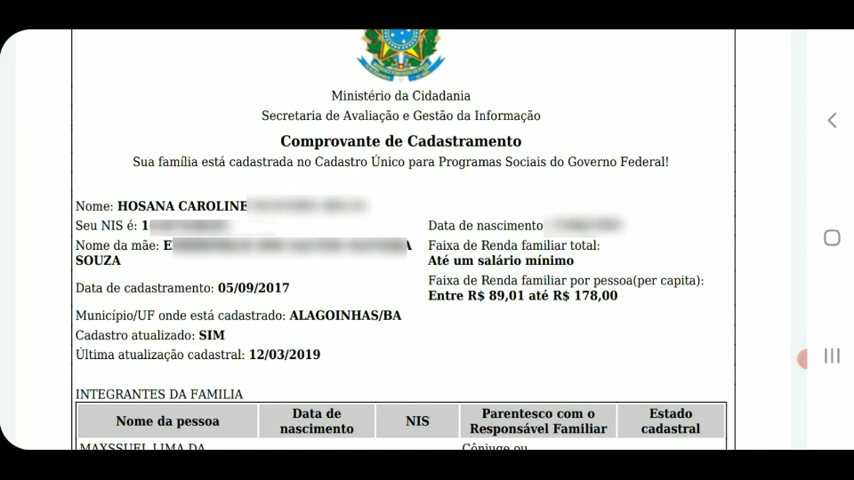 Ministério da Cidadania
Secretaria de Avaliação e Gestão da Informação
Comprovante de Cadastramento
Sua família está cadastrada no Cadastro Único para Programas Sociais do Governo Federal!
Nome: HOSANA CAROLINE
Seu NIS é: 1
Data de nascimento
Nome da mãe: E
SOUZA
Faixa de Renda familiar total:
Até um salário mínimo
Faixa de Renda familiar por pessoa(per capita):
Entre R$ 89,01 até R$ 178,00
Data de cadastramento: 05/09/2017
Município/UF onde está cadastrado: ALAGOINHAS/BA
Cadastro atualizado: SIM
Última atualização cadastral: 12/03/2019
INTEGRANTES DA FAMILIA
Nome da pessoa
Data de
nascimento
NIS
Parentesco com o
Responsável Familiar
Estado
cadastral
MAXSSUEL LIMA DA
Cônjuge ou